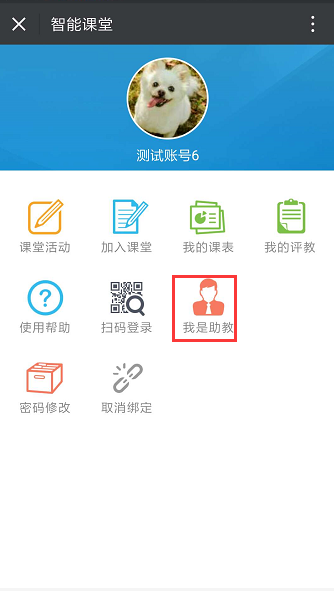 智能课堂
测试账号6
课堂活动
加入课堂
我的课表
我的评教
使用帮助
扫码登录
我是助教
密码修改
取消绑定